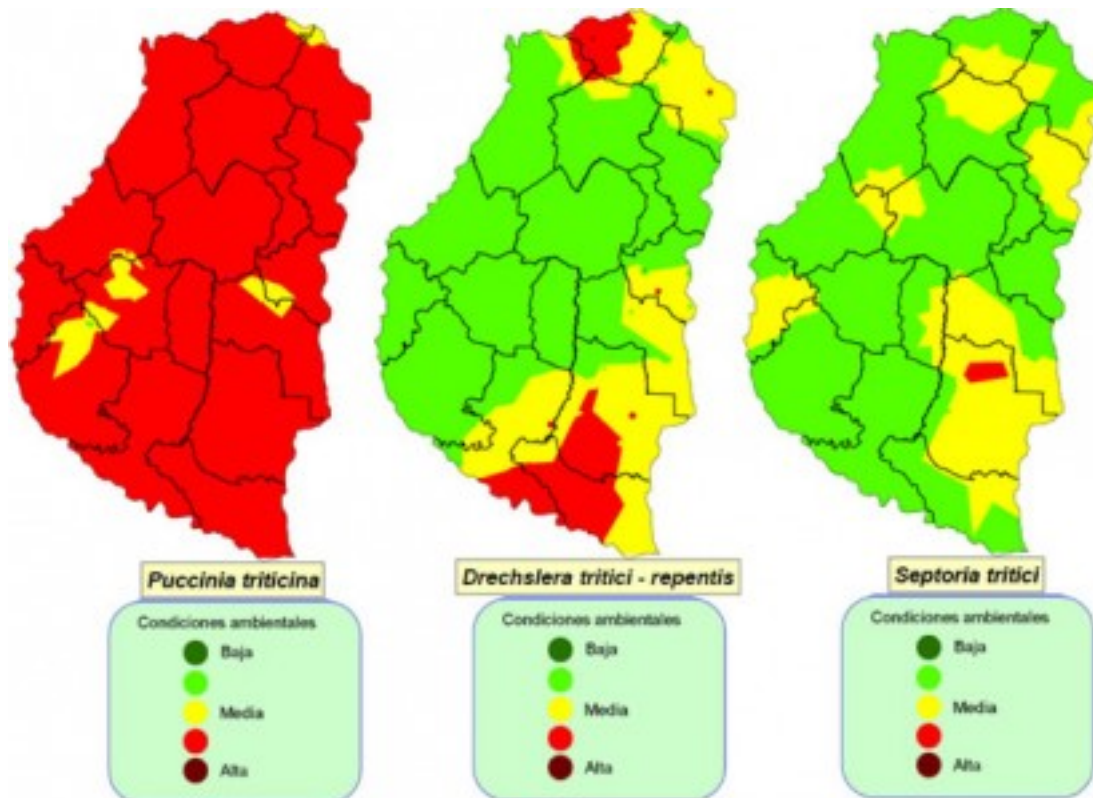 Puccinia triticina
Condiciones ambientales
Baja
Media
Alta
Drechslera tritici - repentis
Condiciones ambientales
Baja
Media
Alta
Septoria tritici
Condiciones ambientales
Baja
Media
Alta